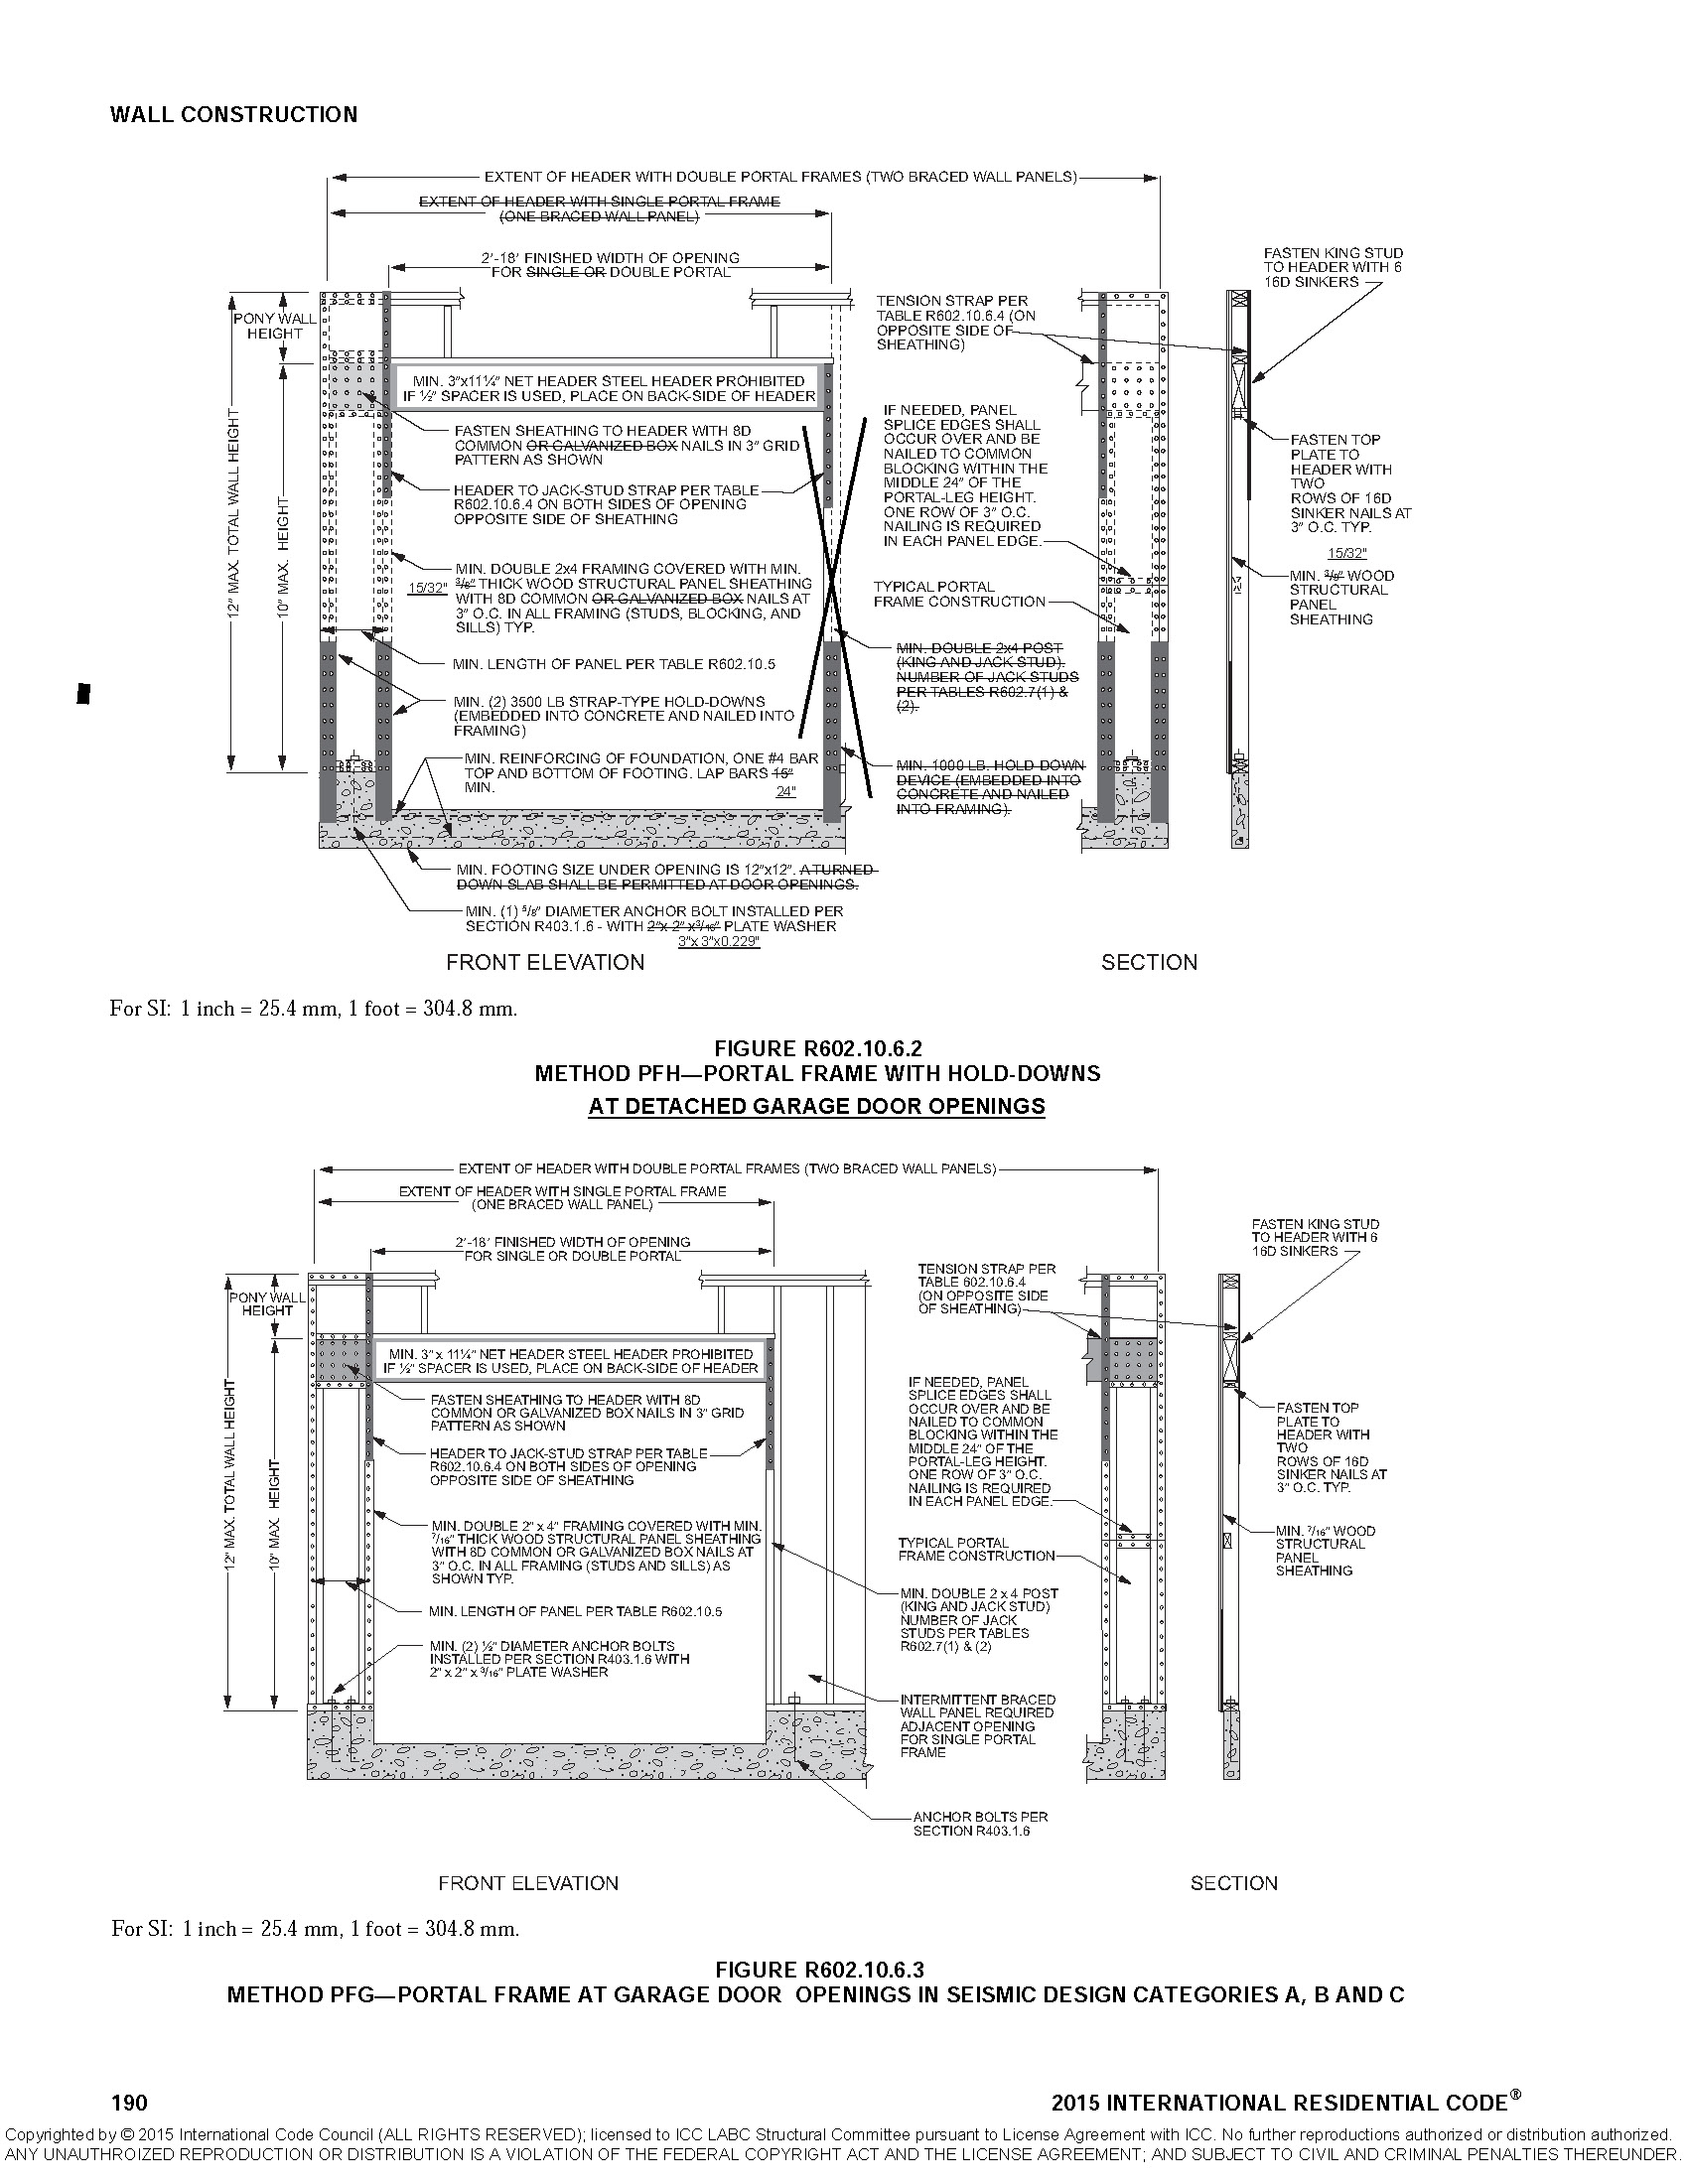 WALL CONSTRUCTION
EXTENT OF HEADER WITH DOUBLE PORTAL FRAMES (TWO BRACED WALL PANELS)
EXTENT OF HEADER WITH SINGLE PORTAL FRAME
(ONE BRACED WALL PANEL)
2'-18' FINISHED WIDTH OF OPENING
FOR SINGLE OR DOUBLE PORTAL
PONY WALL
HEIGHT
12" MAX. TOTAL WALL HEIGHT
10" MAX. HEIGHT
MIN. 3"x11¼" NET HEADER STEEL HEADER PROHIBITED
IF ½" SPACER IS USED, PLACE ON BACK-SIDE OF HEADER
FASTEN SHEATHING TO HEADER WITH 8D
COMMON OR GALVANIZED BOX NAILS IN 3" GRID
PATTERN AS SHOWN
HEADER TO JACK-STUD STRAP PER TABLE
R602.10.6.4 ON BOTH SIDES OF OPENING
OPPOSITE SIDE OF SHEATHING
MIN. DOUBLE 2x4 FRAMING COVERED WITH MIN.
15/32" 3/8" THICK WOOD STRUCTURAL PANEL SHEATHING
WITH 8D COMMON OR GALVANIZED BOX NAILS AT
3" O.C. IN ALL FRAMING (STUDS, BLOCKING, AND
SILLS) TYP.
MIN. LENGTH OF PANEL PER TABLE R602.10.5
MIN. (2) 3500 LB STRAP-TYPE HOLD-DOWNS
(EMBEDDED INTO CONCRETE AND NAILED INTO
FRAMING)
MIN. REINFORCING OF FOUNDATION, ONE #4 BAR
TOP AND BOTTOM OF FOOTING. LAP BARS 15"
MIN.
24"
MIN. FOOTING SIZE UNDER OPENING IS 12"x12". A TURNED
DOWN SLAB SHALL BE PERMITTED AT DOOR OPENINGS.
MIN. (1) 5/8" DIAMETER ANCHOR BOLT INSTALLED PER
SECTION R403.1.6 - WITH 2"x 2" x3/16" PLATE WASHER
3"x 3"x0.229"
TENSION STRAP PER
TABLE R602.10.6.4 (ON
OPPOSITE SIDE OF
SHEATHING)
IF NEEDED, PANEL
SPLICE EDGES SHALL
OCCUR OVER AND BE
NAILED TO COMMON
BLOCKING WITHIN THE
MIDDLE 24" OF THE
PORTAL-LEG HEIGHT.
ONE ROW OF 3" O.C.
NAILING IS REQUIRED
IN EACH PANEL EDGE.
TYPICAL PORTAL
FRAME CONSTRUCTION
MIN. DOUBLE 2x4 POST
(KING AND JACK STUD).
NUMBER OF JACK STUDS
PER TABLES R602.7(1) &
(2).
MIN. 1000 LB. HOLD DOWN
DEVICE (EMBEDDED INTO
CONCRETE AND NAILED
INTO FRAMING).
FASTEN KING STUD
TO HEADER WITH 6
16D SINKERS
FASTEN TOP
PLATE TO
HEADER WITH
TWO
ROWS OF 16D
SINKER NAILS AT
3" O.C. TYP.
15/32"
MIN. 3/8" WOOD
STRUCTURAL
PANEL
SHEATHING
FRONT ELEVATION
SECTION
For SI: 1 inch = 25.4 mm, 1 foot = 304.8 mm.
FIGURE R602.10.6.2
METHOD PFH—PORTAL FRAME WITH HOLD-DOWNS
AT DETACHED GARAGE DOOR OPENINGS
EXTENT OF HEADER WITH DOUBLE PORTAL FRAMES (TWO BRACED WALL PANELS)
EXTENT OF HEADER WITH SINGLE PORTAL FRAME
(ONE BRACED WALL PANEL)
2'-18' FINISHED WIDTH OF OPENING
FOR SINGLE OR DOUBLE PORTAL
PONY WALL
HEIGHT
12" MAX. TOTAL WALL HEIGHT
10" MAX. HEIGHT
MIN. 3" x 11¼" NET HEADER STEEL HEADER PROHIBITED
IF ½" SPACER IS USED, PLACE ON BACK-SIDE OF HEADER
FASTEN SHEATHING TO HEADER WITH 8D
COMMON OR GALVANIZED BOX NAILS IN 3" GRID
PATTERN AS SHOWN
HEADER TO JACK-STUD STRAP PER TABLE
R602.10.6.4 ON BOTH SIDES OF OPENING
OPPOSITE SIDE OF SHEATHING
MIN. DOUBLE 2" x 4" FRAMING COVERED WITH MIN.
7/16" THICK WOOD STRUCTURAL PANEL SHEATHING
WITH 8D COMMON OR GALVANIZED BOX NAILS AT
3" O.C. IN ALL FRAMING (STUDS AND SILLS) AS
SHOWN TYP.
MIN. LENGTH OF PANEL PER TABLE R602.10.5
MIN. (2) ½" DIAMETER ANCHOR BOLTS
INSTALLED PER SECTION R403.1.6 WITH
2" x 2" x 3/16" PLATE WASHER
TENSION STRAP PER
TABLE 602.10.6.4
(ON OPPOSITE SIDE
OF SHEATHING)
IF NEEDED, PANEL
SPLICE EDGES SHALL
OCCUR OVER AND BE
NAILED TO COMMON
BLOCKING WITHIN THE
MIDDLE 24" OF THE
PORTAL-LEG HEIGHT.
ONE ROW OF 3" O.C.
NAILING IS REQUIRED
IN EACH PANEL EDGE.
TYPICAL PORTAL
FRAME CONSTRUCTION
MIN. DOUBLE 2 x 4 POST
(KING AND JACK STUD)
NUMBER OF JACK
STUDS PER TABLES
R602.7(1) & (2)
INTERMITTENT BRACED
WALL PANEL REQUIRED
ADJACENT OPENING
FOR SINGLE PORTAL
FRAME
ANCHOR BOLTS PER
SECTION R403.1.6
FASTEN KING STUD
TO HEADER WITH 6
16D SINKERS
FASTEN TOP
PLATE TO
HEADER WITH
TWO
ROWS OF 16D
SINKER NAILS AT
3" O.C. TYP.
MIN. 7/16" WOOD
STRUCTURAL
PANEL
SHEATHING
FRONT ELEVATION
SECTION
For SI: 1 inch = 25.4 mm, 1 foot = 304.8 mm.
FIGURE R602.10.6.3
METHOD PFG—PORTAL FRAME AT GARAGE DOOR OPENINGS IN SEISMIC DESIGN CATEGORIES A, B AND C
190
2015 INTERNATIONAL RESIDENTIAL CODE®
Copyrighted by © 2015 International Code Council (ALL RIGHTS RESERVED); licensed to ICC LABC Structural Committee pursuant to License Agreement with ICC. No further reproductions authorized or distribution authorized.
ANY UNAUTHROIZED REPRODUCTION OR DISTRIBUTION IS A VIOLATION OF THE FEDERAL COPYRIGHT ACT AND THE LICENSE AGREEMENT; AND SUBJECT TO CIVIL AND CRIMINAL PENALTIES THEREUNDER.